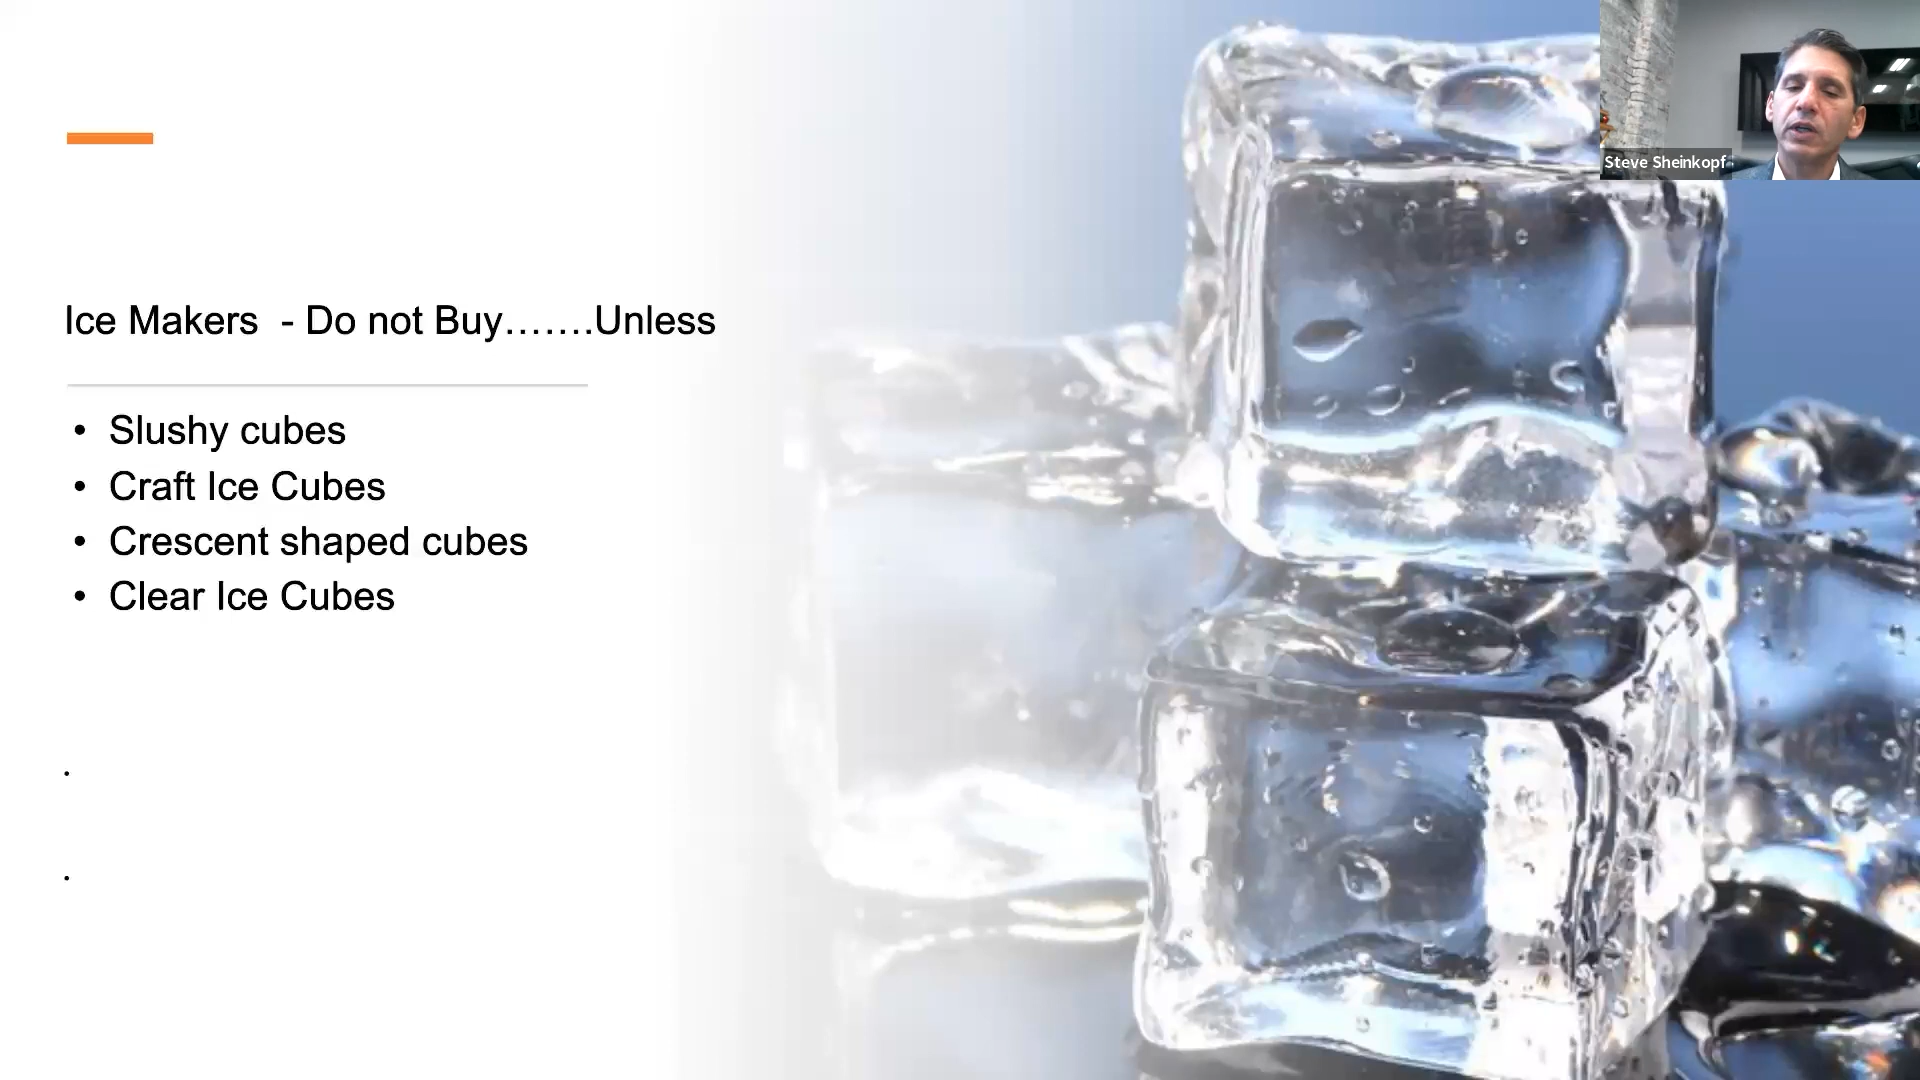 Steve Sheinkopf
Ice Makers - Do not Buy…….Unless
• Slushy cubes
• Craft Ice Cubes
• Crescent shaped cubes
• Clear Ice Cubes
•
•